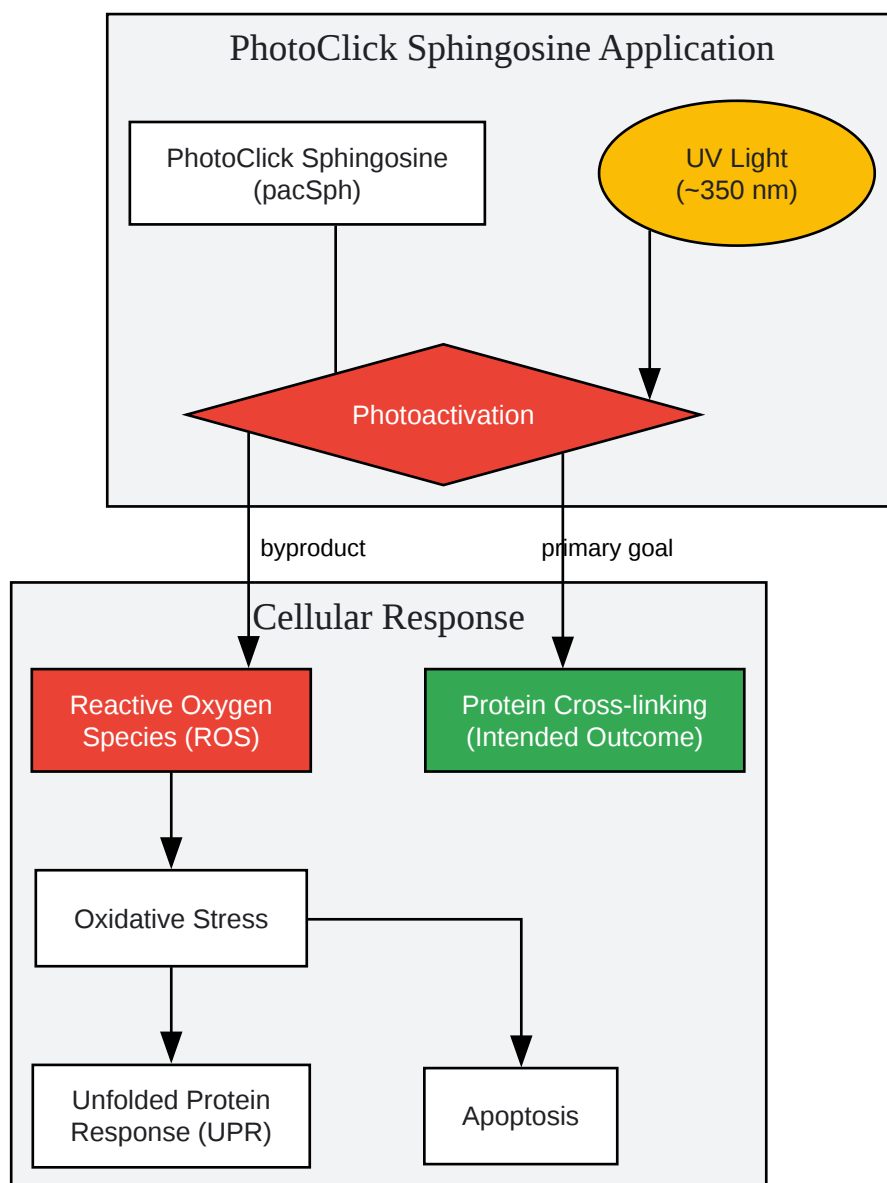 PhotoClick Sphingosine Application
PhotoClick Sphingosine
(pacSph)
UV Light
(~350 nm)
Photoactivation
byproduct
primary goal
Cellular Response
Reactive Oxygen
Species (ROS)
Protein Cross-linking
(Intended Outcome)
Oxidative Stress
Unfolded Protein
Response (UPR)
Apoptosis